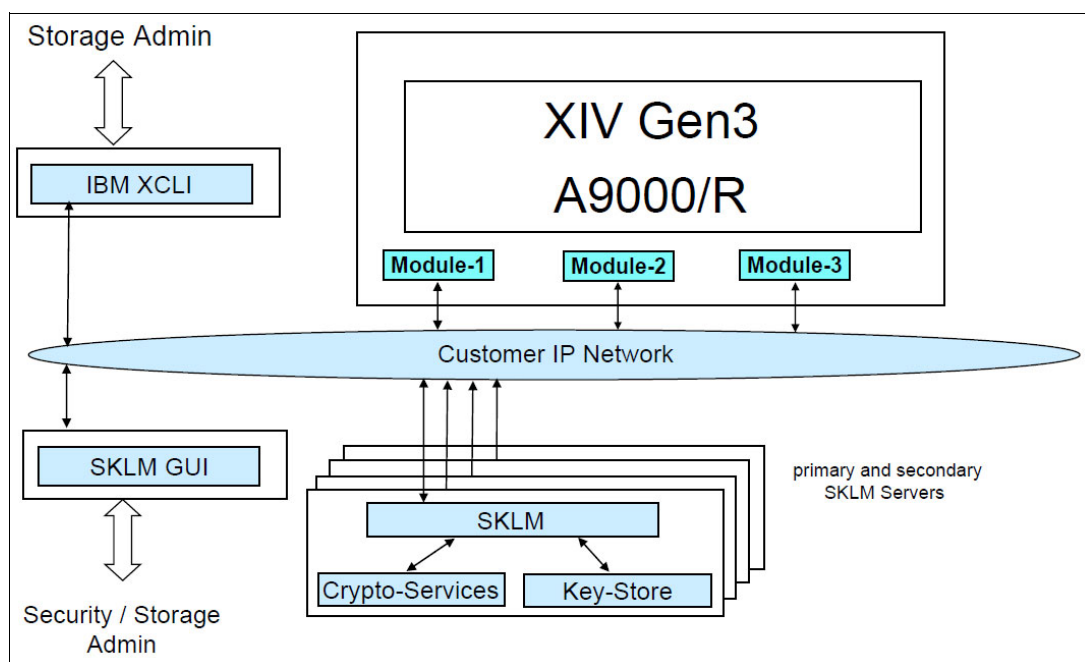 Storage Admin
IBM XCLI
XIV Gen3
A9000/R
Module-1
Module-2
Module-3
Customer IP Network
SKLM GUI
Security / Storage
Admin
SKLM
Crypto-Services
Key-Store
primary and secondary
SKLM Servers